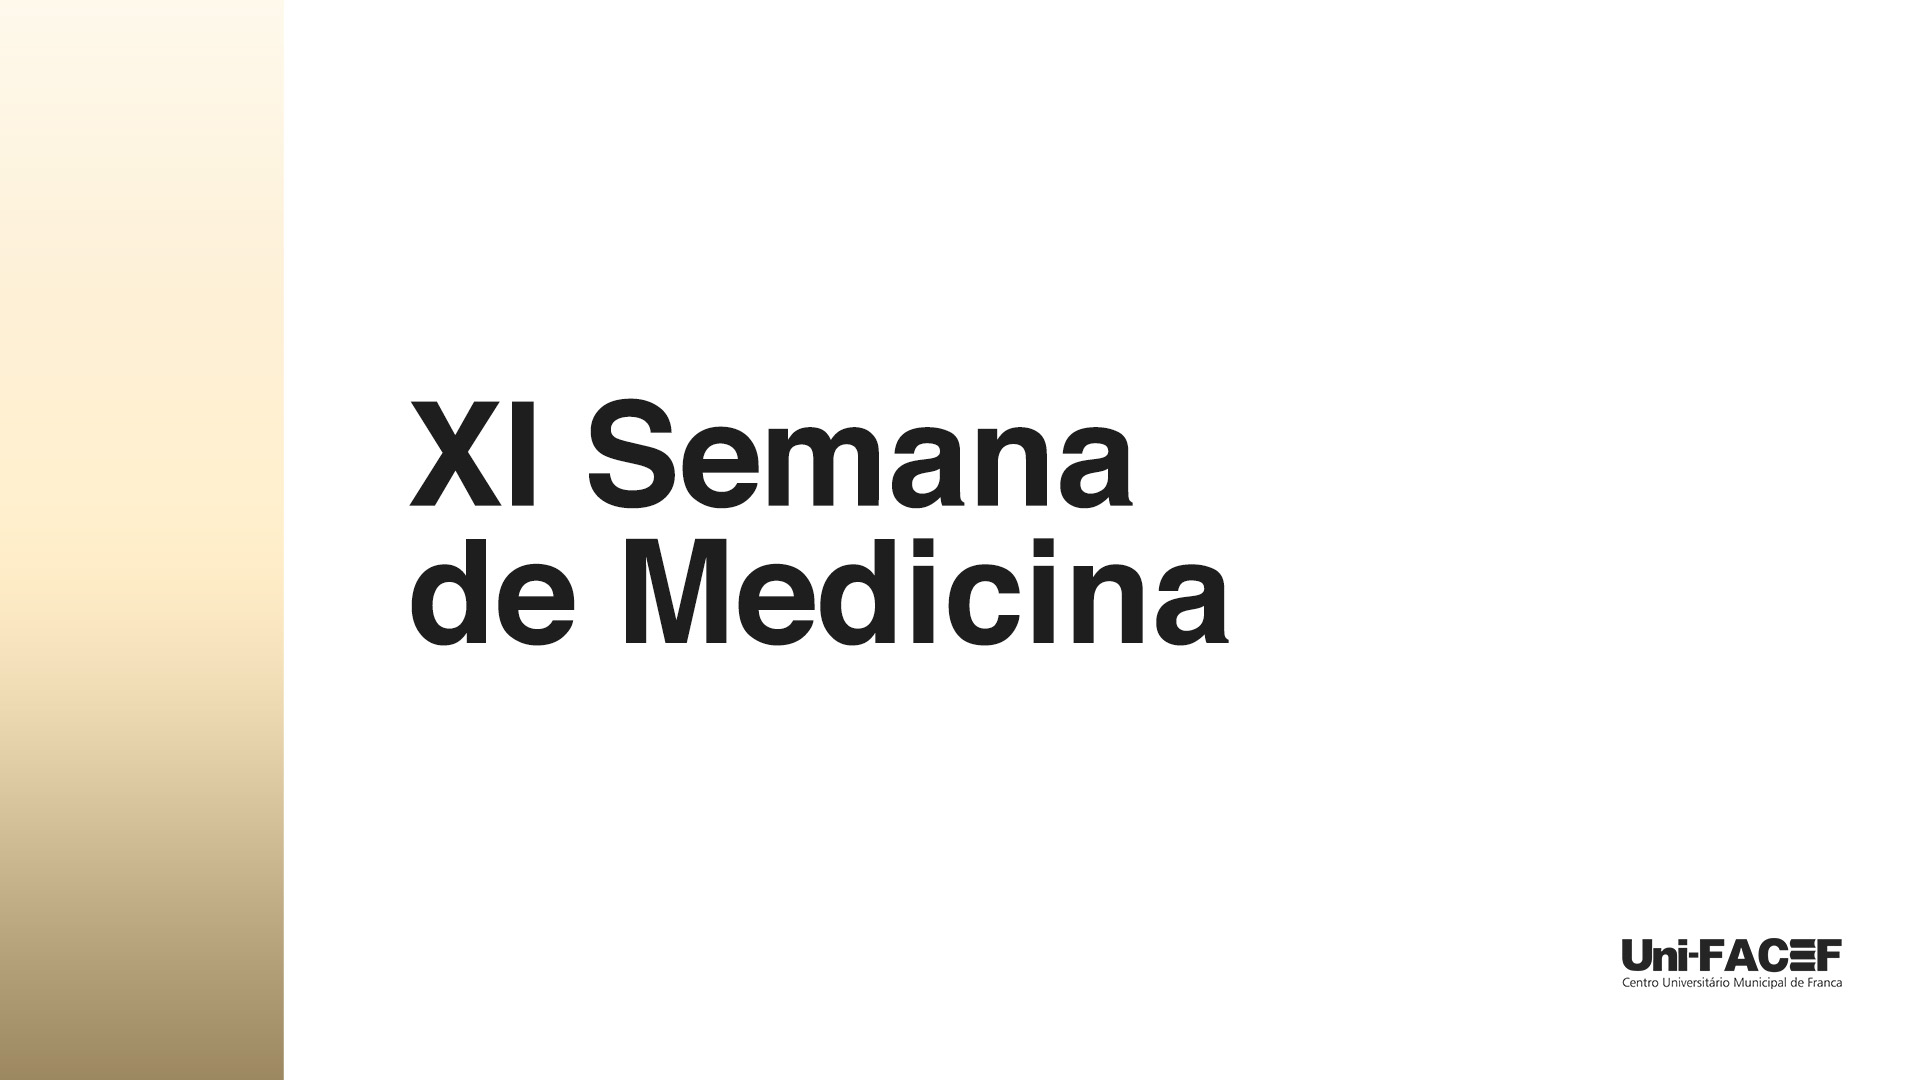 XI Semana
de Medicina
Uni-FACEF
Centro Universitário Municipal de Franca